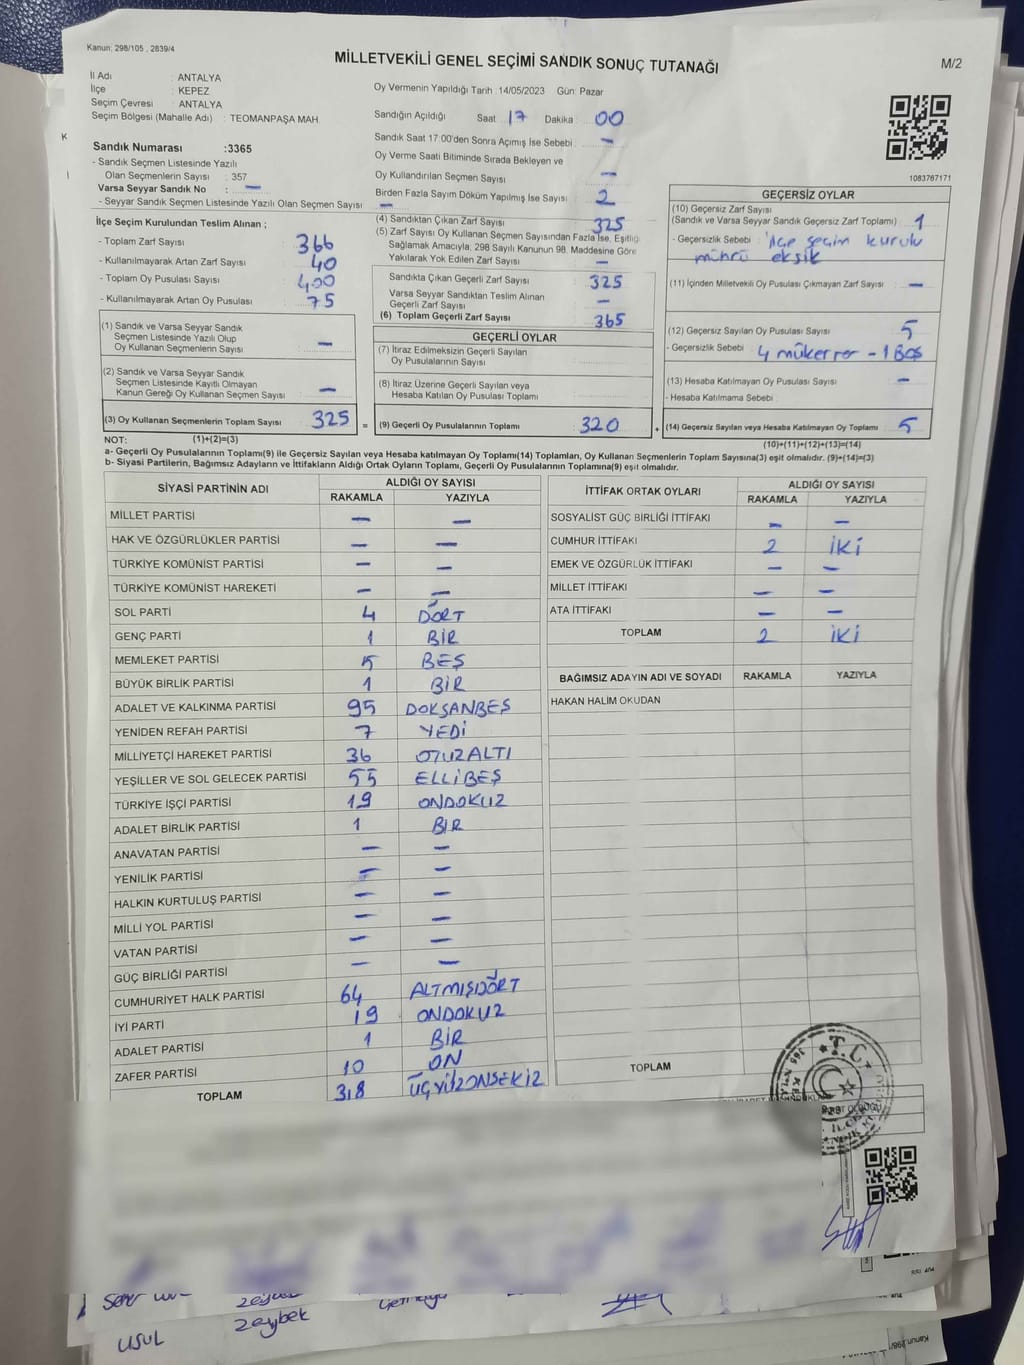 Kanun: 298/105 , 2839/4
MİLLETVEKİLİ GENEL SEÇİMİ SANDIK SONUÇ TUTANAĞI
M/2
İl Adı : ANTALYA
İlçe : KEPEZ
Seçim Çevresi : ANTALYA
Seçim Bölgesi (Mahalle Adı) : TEOMANPAŞA MAH.
Oy Vermenin Yapıldığı Tarih :14/05/2023 Gün: Pazar
Sandığın Açıldığı Saat 17 Dakika 00
Sandık Saat 17.00'den Sonra Açımış İse Sebebi : —
Oy Verme Saati Bitiminde Sırada Bekleyen ve
Oy Kullandırılan Seçmen Sayısı —
Birden Fazla Sayım Döküm Yapılmış İse Sayısı 2
1083767171
Sandık Numarası :3365
- Sandık Seçmen Listesinde Yazılı
Olan Seçmenlerin Sayısı : 357
Varsa Seyyar Sandık No : —
- Seyyar Sandık Seçmen Listesinde Yazılı Olan Seçmen Sayısı —
İlçe Seçim Kurulundan Teslim Alınan ;
- Toplam Zarf Sayısı 366
- Kullanılmayarak Artan Zarf Sayısı 40
- Toplam Oy Pusulası Sayısı 400
- Kullanılmayarak Artan Oy Pusulası 75
(1) Sandık ve Varsa Seyyar Sandık
Seçmen Listesinde Yazılı Olup
Oy Kullanan Seçmenlerin Sayısı —
(2) Sandık ve Varsa Seyyar Sandık
Seçmen Listesinde Kayıtlı Olmayan
Kanun Gereği Oy Kullanan Seçmen Sayısı —
(3) Oy Kullanan Seçmenlerin Toplam Sayısı 325 =
(1)+(2)=(3)
(4) Sandıktan Çıkan Zarf Sayısı 325
(5) Zarf Sayısı Oy Kullanan Seçmen Sayısından Fazla İse, Eşitliği
Sağlamak Amacıyla; 298 Sayılı Kanunun 98. Maddesine Göre
Yakılarak Yok Edilen Zarf Sayısı —
Sandıkta Çıkan Geçerli Zarf Sayısı 325
Varsa Seyyar Sandıktan Teslim Alınan
Geçerli Zarf Sayısı —
(6) Toplam Geçerli Zarf Sayısı 365
GEÇERLİ OYLAR
(7) İtiraz Edilmeksizin Geçerli Sayılan
Oy Pusulalarının Sayısı
(8) İtiraz Üzerine Geçerli Sayılan veya
Hesaba Katılan Oy Pusulası Toplamı
(9) Geçerli Oy Pusulalarının Toplamı 320 +
GEÇERSİZ OYLAR
(10) Geçersiz Zarf Sayısı
(Sandık ve Varsa Seyyar Sandık Geçersiz Zarf Toplamı) : 1
- Geçersizlik Sebebi : ilçe seçim kurulu
mührü eksik
(11) İçinden Milletvekili Oy Pusulası Çıkmayan Zarf Sayısı : —
(12) Geçersiz Sayılan Oy Pusulası Sayısı 5
- Geçersizlik Sebebi 4 mükerrer - 1 Boş
(13) Hesaba Katılmayan Oy Pusulası Sayısı —
- Hesaba Katılmama Sebebi :
(14) Geçersiz Sayılan veya Hesaba Katılmayan Oy Toplamı 5
(10)+(11)+(12)+(13)=(14)
NOT:
a- Geçerli Oy Pusulasının Toplamı(9) ile Geçersiz Sayılan veya Hesaba katılmayan Oy Toplamı(14) Toplamları, Oy Kullanan Seçmenlerin Toplam Sayısına(3) eşit olmalıdır. (9)+(14)=(3)
b- Siyasi Partilerin, Bağımsız Adayların ve İttifakların Aldığı Ortak Oyların Toplamı, Geçerli Oy Pusulalarının Toplamına(9) eşit olmalıdır.
SİYASİ PARTİNİN ADI ALDIĞI OY SAYISI
RAKAMLA YAZIYLA
MİLLET PARTİSİ — —
HAK VE ÖZGÜRLÜKLER PARTİSİ — —
TÜRKİYE KOMÜNİST PARTİSİ — —
TÜRKİYE KOMÜNİST HAREKETİ — —
SOL PARTİ 4 DÖRT
GENÇ PARTİ 1 BİR
MEMLEKET PARTİSİ 5 BEŞ
BÜYÜK BİRLİK PARTİSİ 1 BİR
ADALET VE KALKINMA PARTİSİ 95 DOKSANBEŞ
YENİDEN REFAH PARTİSİ 7 YEDİ
MİLLİYETÇİ HAREKET PARTİSİ 36 OTUZALTI
YEŞİLLER VE SOL GELECEK PARTİSİ 55 ELLİBEŞ
TÜRKİYE İŞÇİ PARTİSİ 19 ONDOKUZ
ADALET BİRLİK PARTİSİ 1 BİR
ANAVATAN PARTİSİ — —
YENİLİK PARTİSİ — —
HALKIN KURTULUŞ PARTİSİ — —
MİLLİ YOL PARTİSİ — —
VATAN PARTİSİ — —
GÜÇ BİRLİĞİ PARTİSİ — —
CUMHURİYET HALK PARTİSİ 64 ALTMIŞDÖRT
İYİ PARTİ 19 ONDOKUZ
ADALET PARTİSİ 1 BİR
ZAFER PARTİSİ 10 ON
TOPLAM 318 ÜÇYÜZONSEKİZ
İTTİFAK ORTAK OYLARI ALDIĞI OY SAYISI
RAKAMLA YAZIYLA
SOSYALİST GÜÇ BİRLİĞİ İTTİFAKI — —
CUMHUR İTTİFAKI 2 İKİ
EMEK VE ÖZGÜRLÜK İTTİFAKI — —
MİLLET İTTİFAKI — —
ATA İTTİFAKI — —
TOPLAM 2 İKİ
BAĞIMSIZ ADAYIN ADI VE SOYADI RAKAMLA YAZIYLA
HAKAN HALİM OKUDAN
TOPLAM
T.C.
zeybek
USUL
Kanun:298/